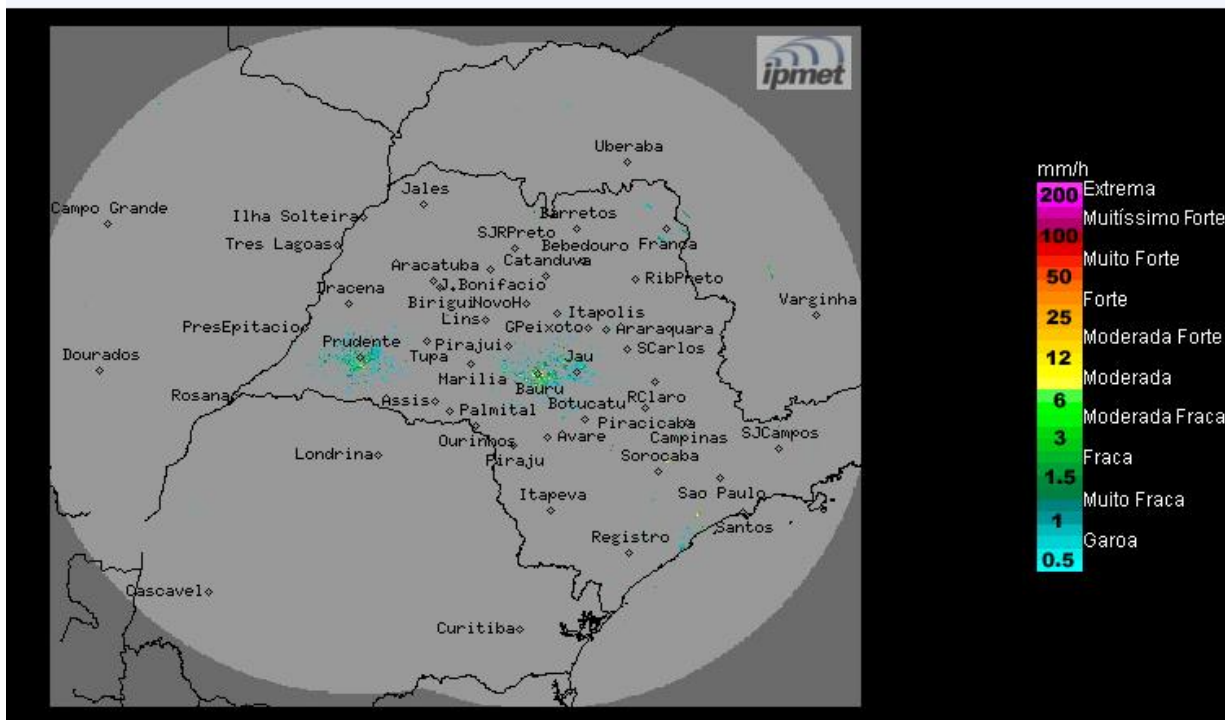 ipmet
Uberaba
Jales
Campo Grande
Ilha Solteira
Barretos
SJRPreto
Tres Lagoas
Bebedouro
Franca
Aracatuba
Catanduva
J.Bonifacio
RibPreto
Dracena
Birigui
NovoH
Varginha
Itapolis
Lins
GPeixoto
Araraquara
PresEpitacio
Prudente
Pirajui
Dourados
Tupa
Jau
SCarlos
Marilia
Bauru
Rosana
Assis
Botucatu
RClaro
Palmital
Piracicaba
Ourinhos
Avare
Campinas
SJCampos
Londrina
Piraju
Sorocaba
Itapeva
Sao Paulo
Santos
Registro
Cascavel
Curitiba
mm/h
200 Extrema
Muitíssimo Forte
100
Muito Forte
50
Forte
25
Moderada Forte
12
Moderada
6
Moderada Fraca
3
Fraca
1.5
Muito Fraca
1
Garoa
0.5